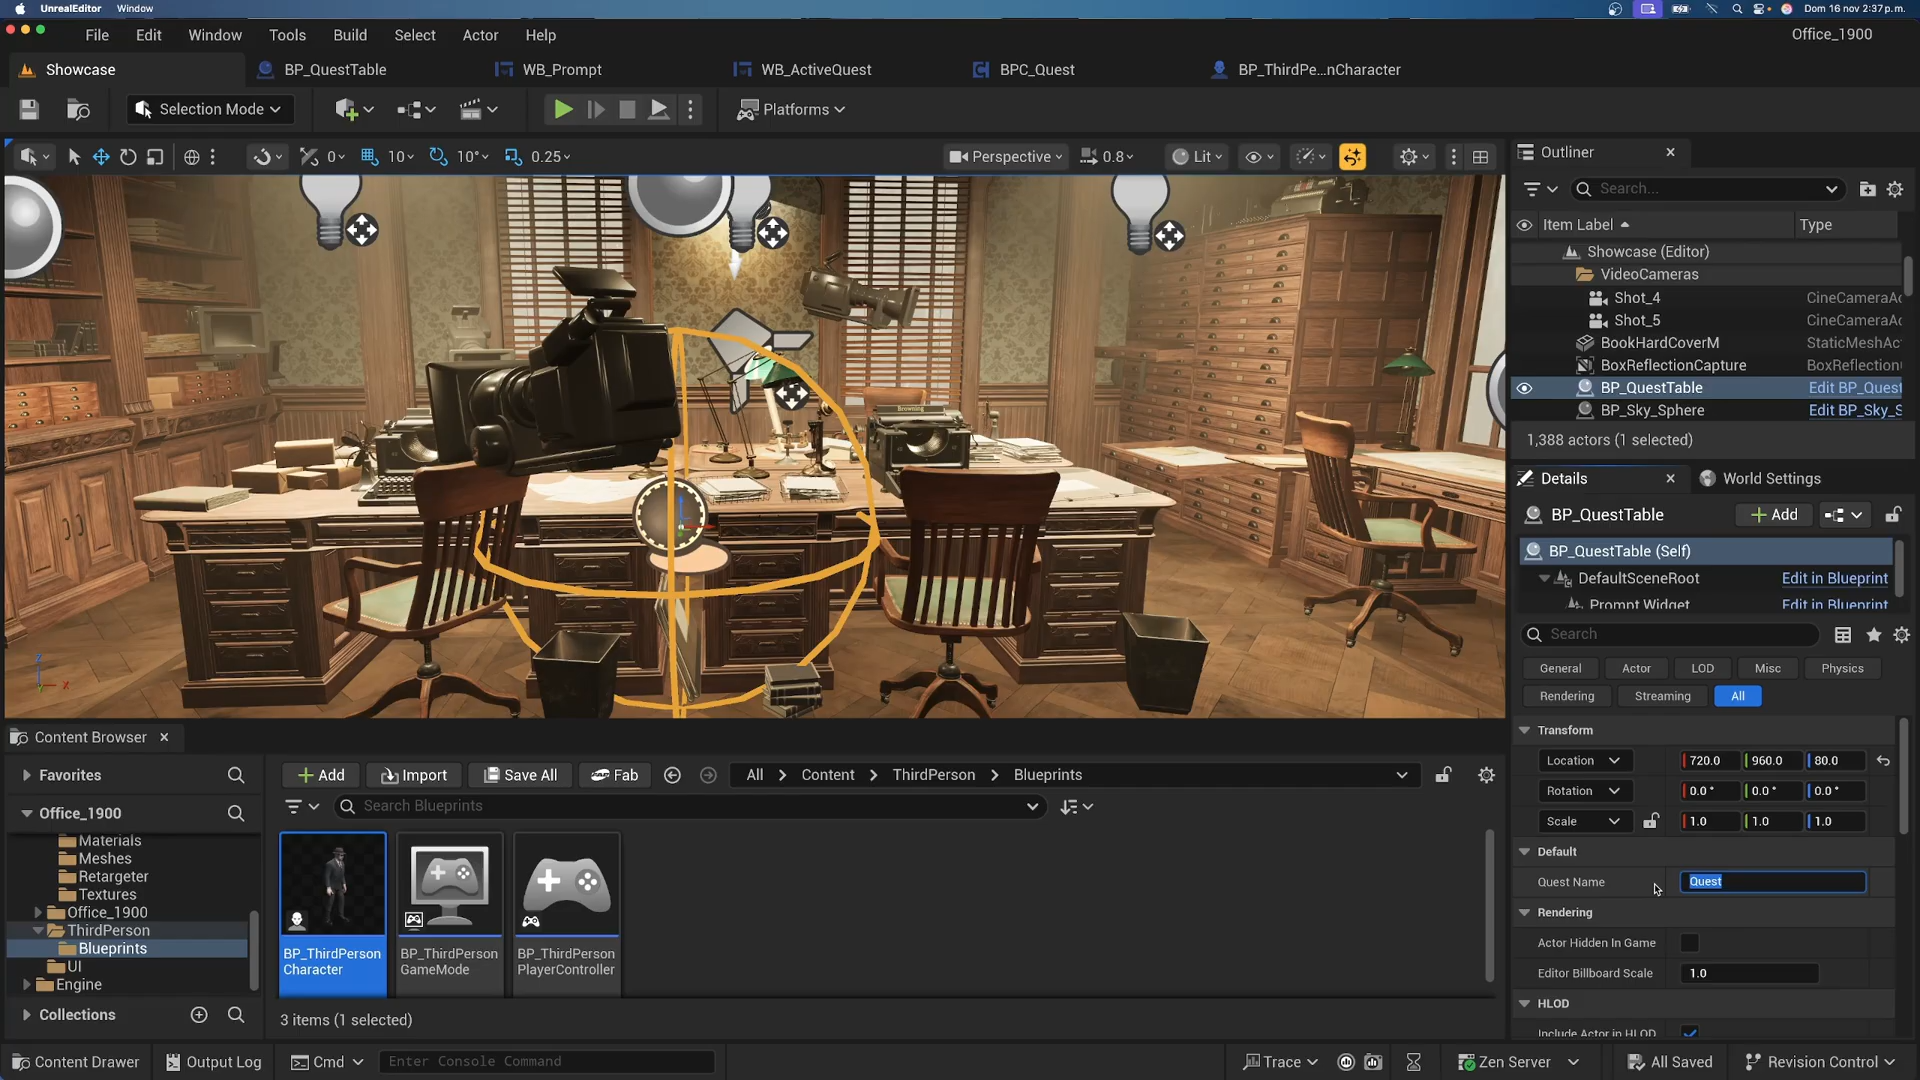 UnrealEditor Window
Dom 16 nov 2:37 p.m.
File Edit Window Tools Build Select Actor Help
Office_1900
Showcase
BP_QuestTable
WB_Prompt
WB_ActiveQuest
BPC_Quest
BP_ThirdPe...nCharacter
Selection Mode
Platforms
0
10
10°
0.25
Perspective
0.8
Lit
Browning
Outliner
Search...
Item Label
Type
Showcase (Editor)
VideoCameras
Shot_4 CineCameraAc
Shot_5 CineCameraAc
BookHardCoverM StaticMeshAc
BoxReflectionCapture BoxReflection
BP_QuestTable Edit BP_Quest
BP_Sky_Sphere Edit BP_Sky_S
1,388 actors (1 selected)
Details
World Settings
BP_QuestTable
Add
BP_QuestTable (Self)
DefaultSceneRoot Edit in Blueprint
Prompt Widget Edit in Blueprint
Search
General Actor LOD Misc Physics
Rendering Streaming All
Transform
Location 720.0 960.0 80.0
Rotation 0.0 ° 0.0 ° 0.0 °
Scale 1.0 1.0 1.0
Default
Quest Name Quest
Rendering
Actor Hidden In Game
Editor Billboard Scale 1.0
HLOD
Include Actor in HLOD
Content Browser
Favorites
Office_1900
Materials
Meshes
Retargeter
Textures
Office_1900
ThirdPerson
Blueprints
UI
Engine
Collections
Add Import Save All Fab
All Content ThirdPerson Blueprints
Search Blueprints
BP_ThirdPerson
Character
BP_ThirdPerson
GameMode
BP_ThirdPerson
PlayerController
3 items (1 selected)
Content Drawer Output Log Cmd Enter Console Command
Trace Zen Server All Saved Revision Control